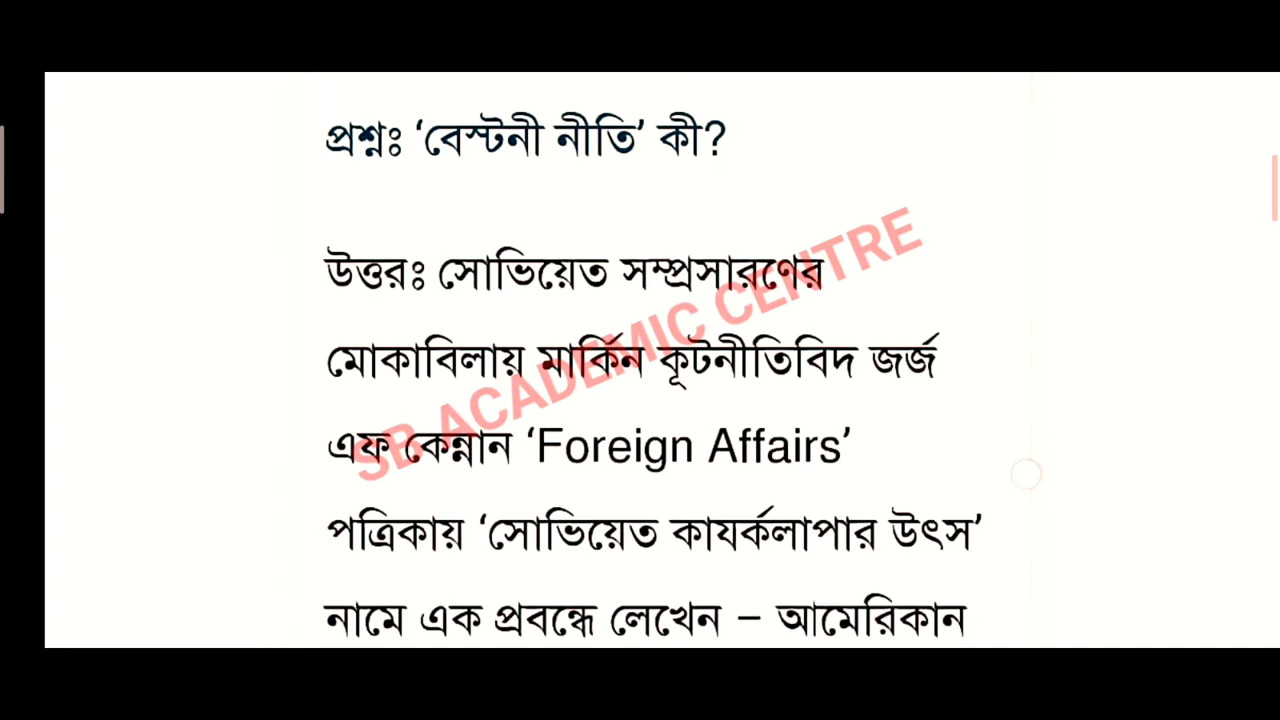 প্রশ্নঃ ‘বেস্টনী নীতি’ কী?
উত্তরঃ সোভিয়েত সম্প্রসারণের
মোকাবিলায় মার্কিন কূটনীতিবিদ জর্জ
এফ কেন্নান ‘Foreign Affairs’
পত্রিকায় ‘সোভিয়েত কাযর্কলাপার উৎস’
নামে এক প্রবন্ধে লেখেন – আমেরিকান
SB ACADEMIC CENTRE